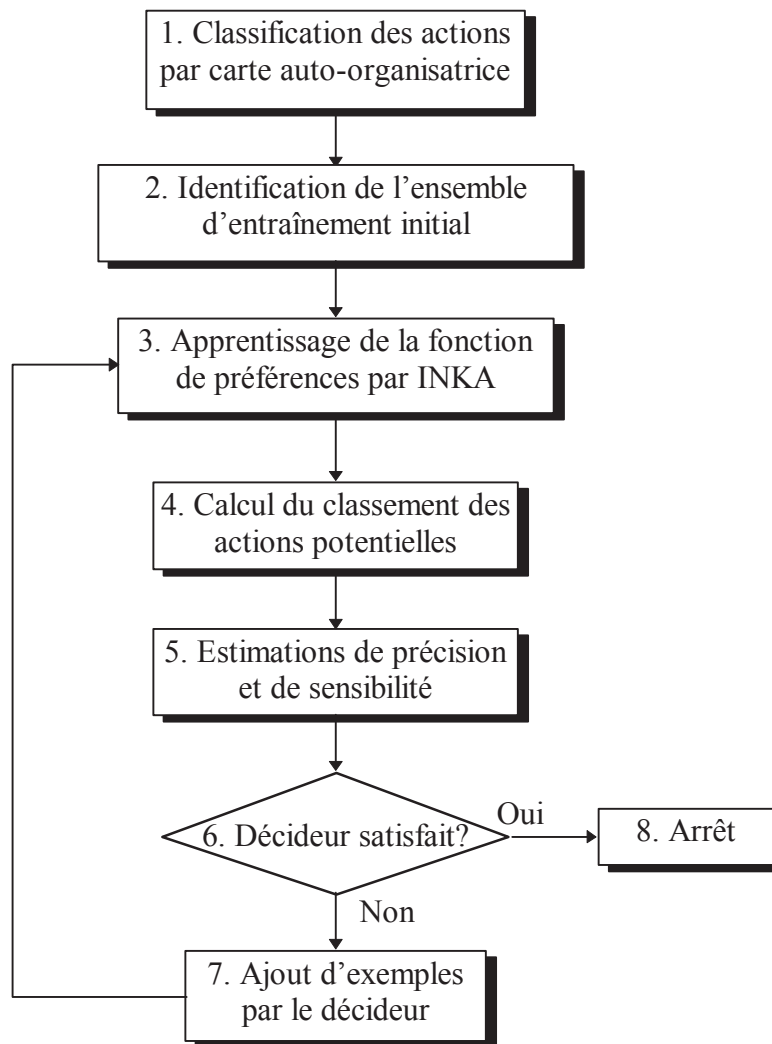 1. Classification des actions
par carte auto-organisatrice
2. Identification de l’ensemble
d’entraînement initial
3. Apprentissage de la fonction
de préférences par INKA
4. Calcul du classement des
actions potentielles
5. Estimations de précision
et de sensibilité
6. Décideur satisfait?
Oui
8. Arrêt
Non
7. Ajout d’exemples
par le décideur